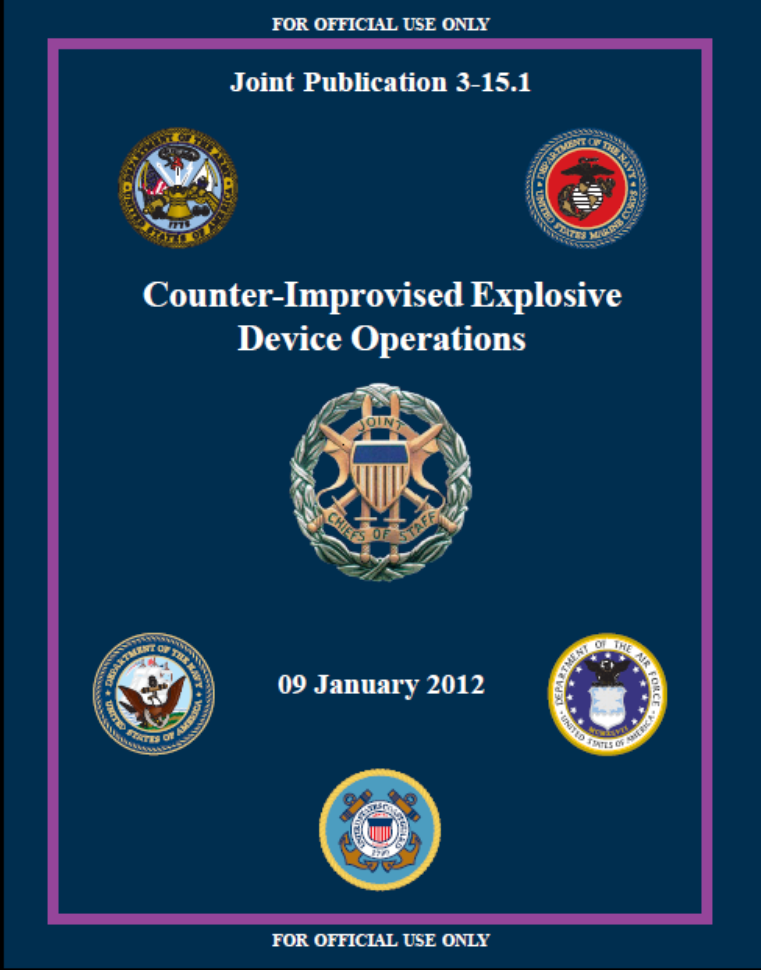 FOR OFFICIAL USE ONLY
Joint Publication 3-15.1
DEPARTMENT OF THE ARMY
UNITED STATES OF AMERICA
1775
DEPARTMENT OF THE NAVY
UNITED STATES MARINE CORPS
Counter-Improvised Explosive
Device Operations
JOINT
CHIEFS OF STAFF
DEPARTMENT OF THE NAVY
UNITED STATES OF AMERICA
09 January 2012
DEPARTMENT OF THE AIR FORCE
UNITED STATES OF AMERICA
MCMXLVII
UNITED STATES COAST GUARD
1790
FOR OFFICIAL USE ONLY